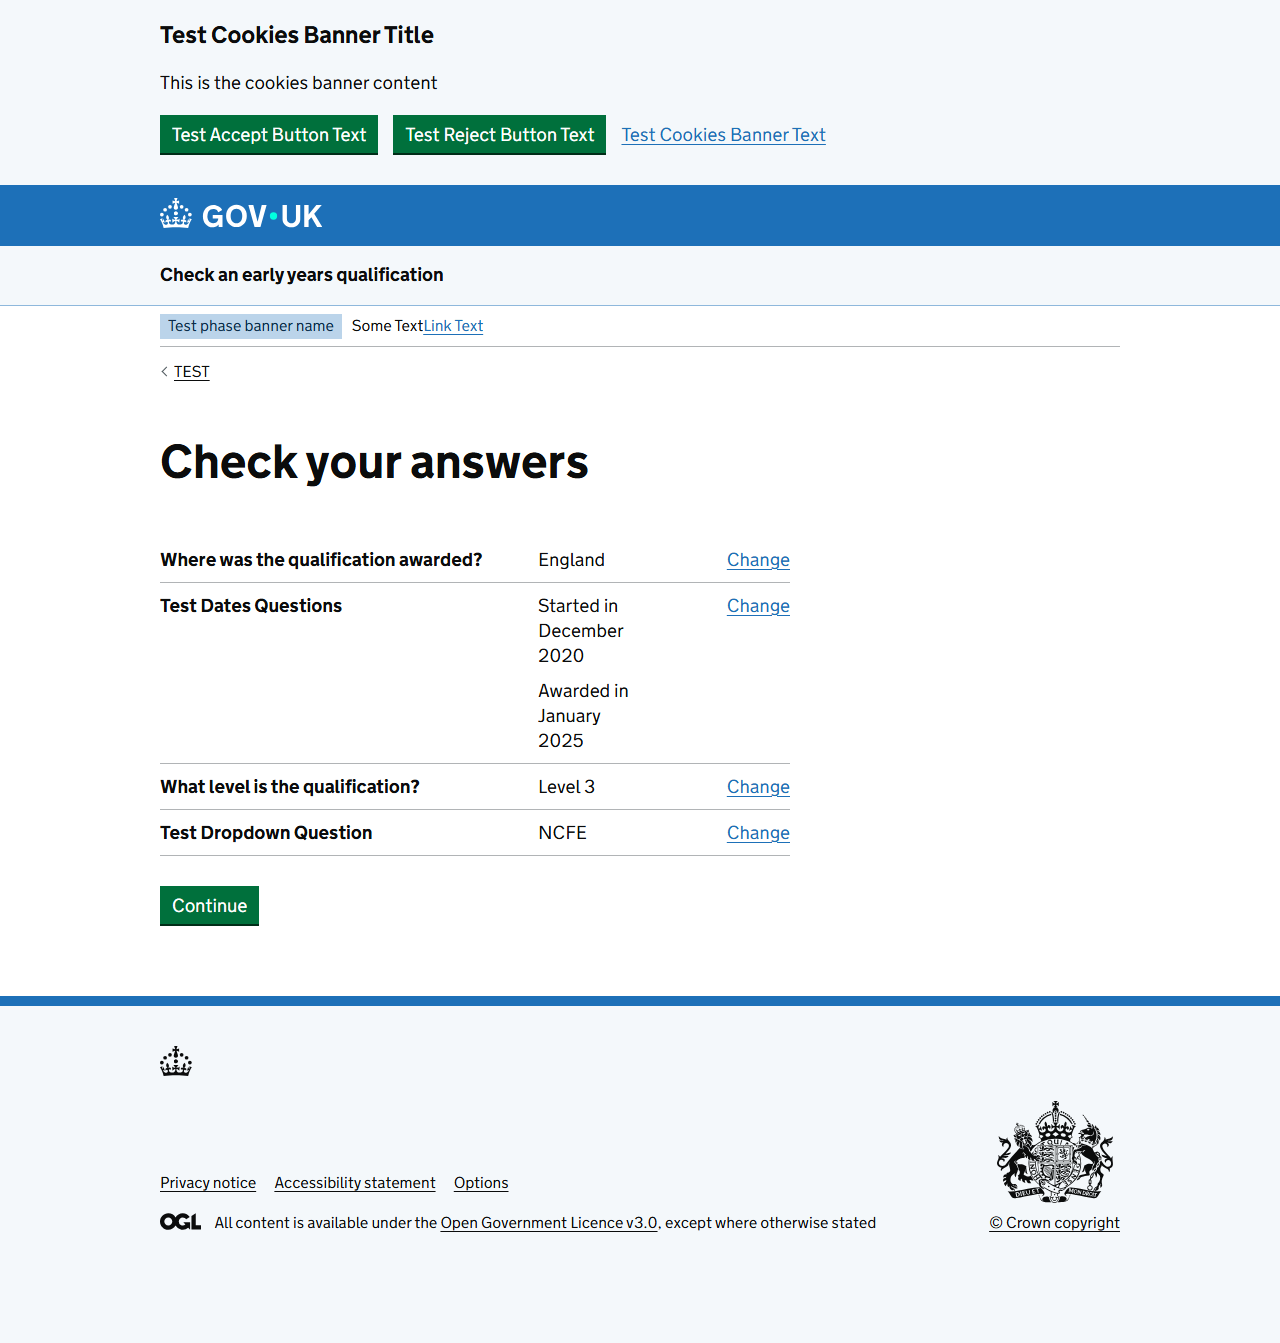 Test Cookies Banner Title
This is the cookies banner content
Test Accept Button Text Test Reject Button Text Test Cookies Banner Text
GOV·UK
Check an early years qualification
Test phase banner name Some TextLink Text
TEST
Check your answers
Where was the qualification awarded? England Change
Test Dates Questions Started in Change
December
2020
Awarded in
January
2025
What level is the qualification? Level 3 Change
Test Dropdown Question NCFE Change
Continue
Privacy notice Accessibility statement Options
OGL All content is available under the Open Government Licence v3.0, except where otherwise stated © Crown copyright